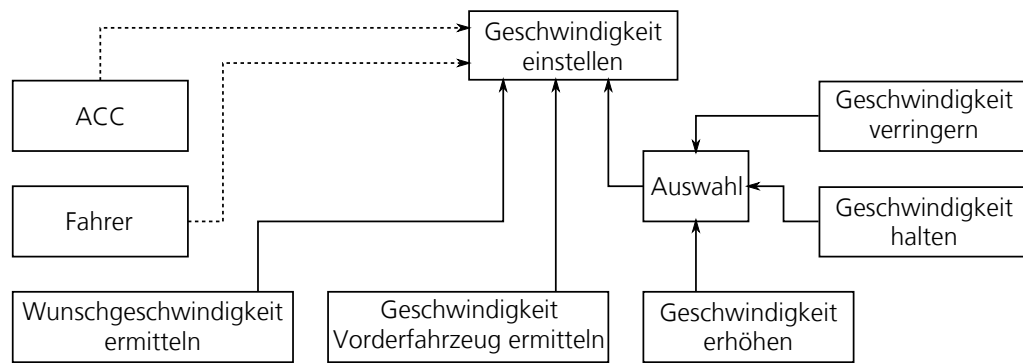 Geschwindigkeit
einstellen
ACC
Geschwindigkeit
verringern
Auswahl
Fahrer
Geschwindigkeit
halten
Wunschgeschwindigkeit
ermitteln
Geschwindigkeit
Vorderfahrzeug ermitteln
Geschwindigkeit
erhöhen